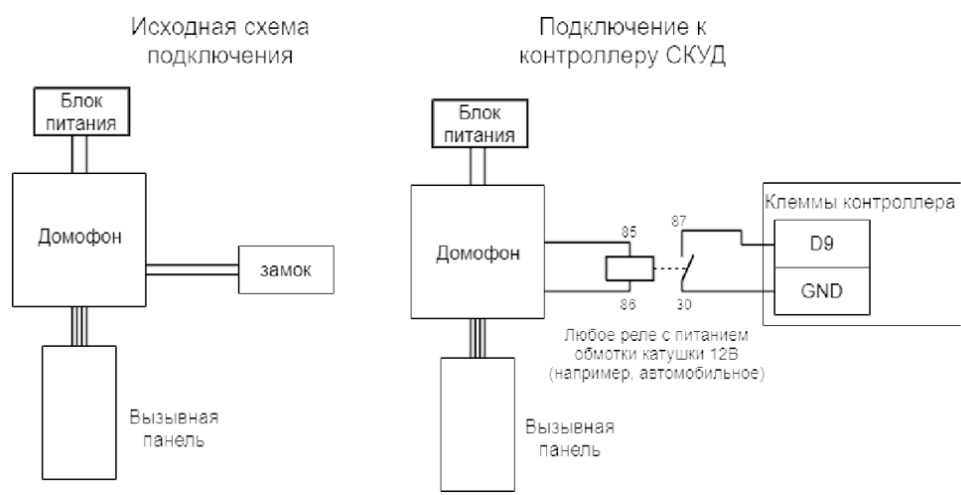 Исходная схема
подключения
Блок
питания
Домофон
замок
Вызывная
панель
Подключение к
контроллеру СКУД
Блок
питания
Домофон
85
86
87
30
Клеммы контроллера
D9
GND
Любое реле с питанием
обмотки катушки 12В
(например, автомобильное)
Вызывная
панель